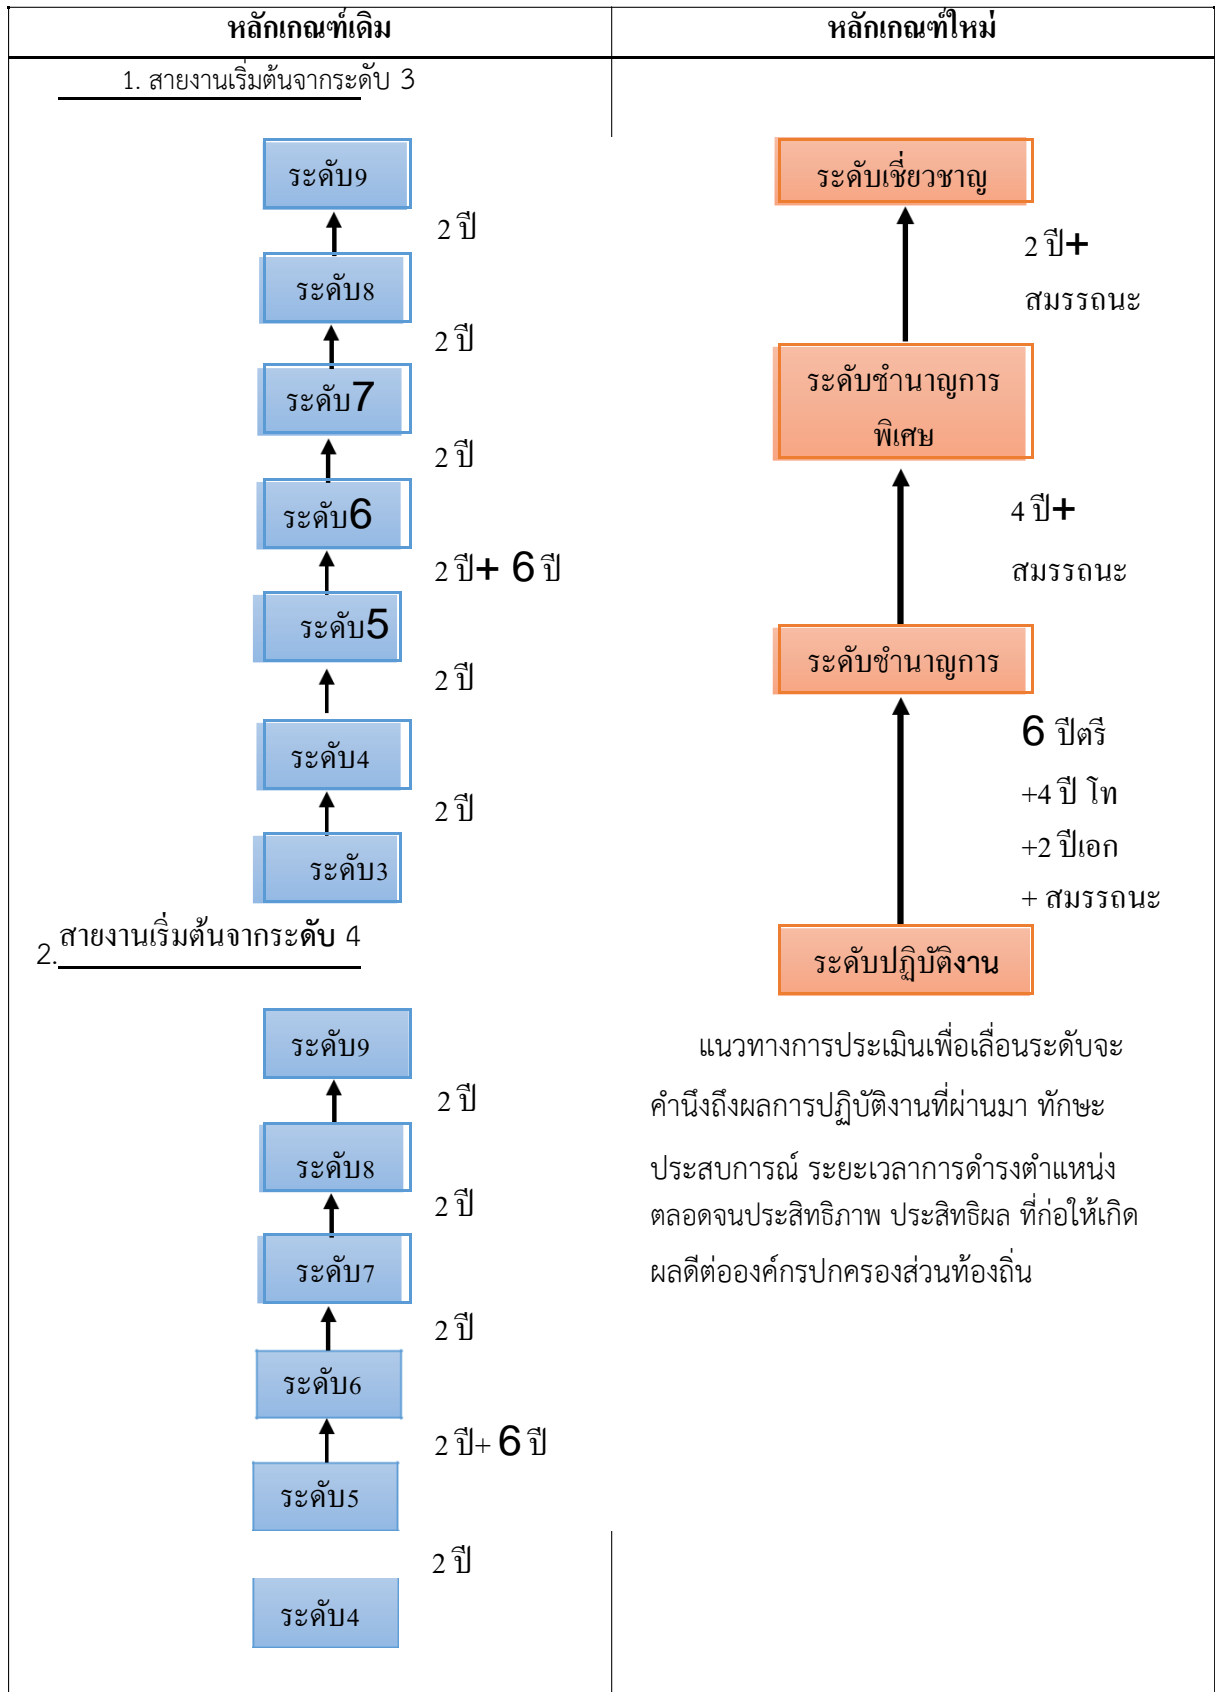 หลักเกณฑ์เดิม
หลักเกณฑ์ใหม่
1. สายงานเริ่มต้นจากระดับ 3
ระดับ9
2 ปี
ระดับ8
2 ปี
ระดับ7
2 ปี
ระดับ6
2 ปี+ 6 ปี
ระดับ5
2 ปี
ระดับ4
2 ปี
ระดับ3
2. สายงานเริ่มต้นจากระดับ 4
ระดับ9
2 ปี
ระดับ8
2 ปี
ระดับ7
2 ปี
ระดับ6
2 ปี+ 6 ปี
ระดับ5
2 ปี
ระดับ4
ระดับเชี่ยวชาญ
2 ปี+
สมรรถนะ
ระดับชำนาญการ
พิเศษ
4 ปี+
สมรรถนะ
ระดับชำนาญการ
6 ปีตรี
+4 ปี โท
+2 ปีเอก
+ สมรรถนะ
ระดับปฏิบัติงาน
แนวทางการประเมินเพื่อเลื่อนระดับจะ
คำนึงถึงผลการปฏิบัติงานที่ผ่านมา ทักษะ
ประสบการณ์ ระยะเวลาการดำรงตำแหน่ง
ตลอดจนประสิทธิภาพ ประสิทธิผล ที่ก่อให้เกิด
ผลดีต่อองค์กรปกครองส่วนท้องถิ่น